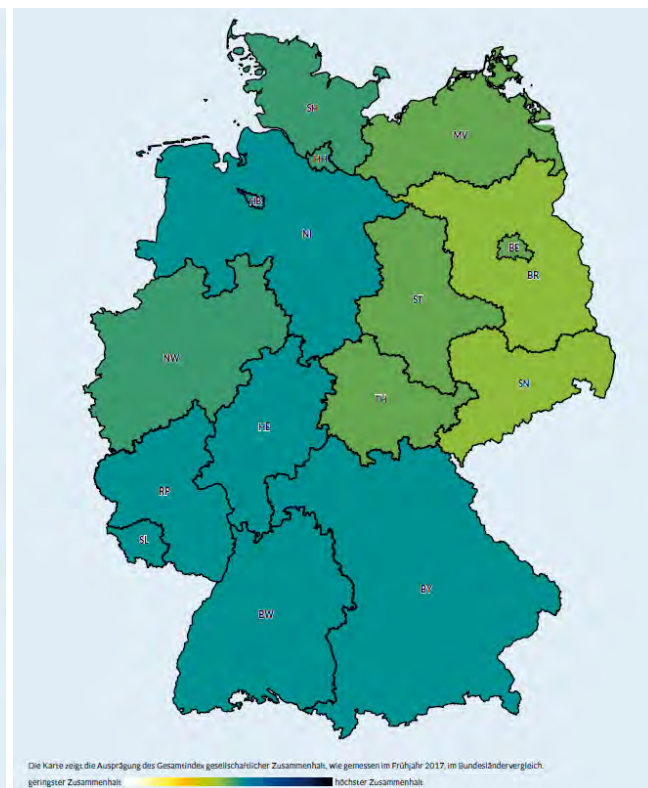 SH
MV
HH
HB
NI
BE
BR
ST
NW
SN
TH
HE
RP
SL
BY
BW
Die Karte zeigt die Ausprägung des Gesamtindex gesellschaftlicher Zusammenhalt, wie gemessen im Frühjahr 2017, im Bundesländervergleich.
geringster Zusammenhalt höchster Zusammenhalt